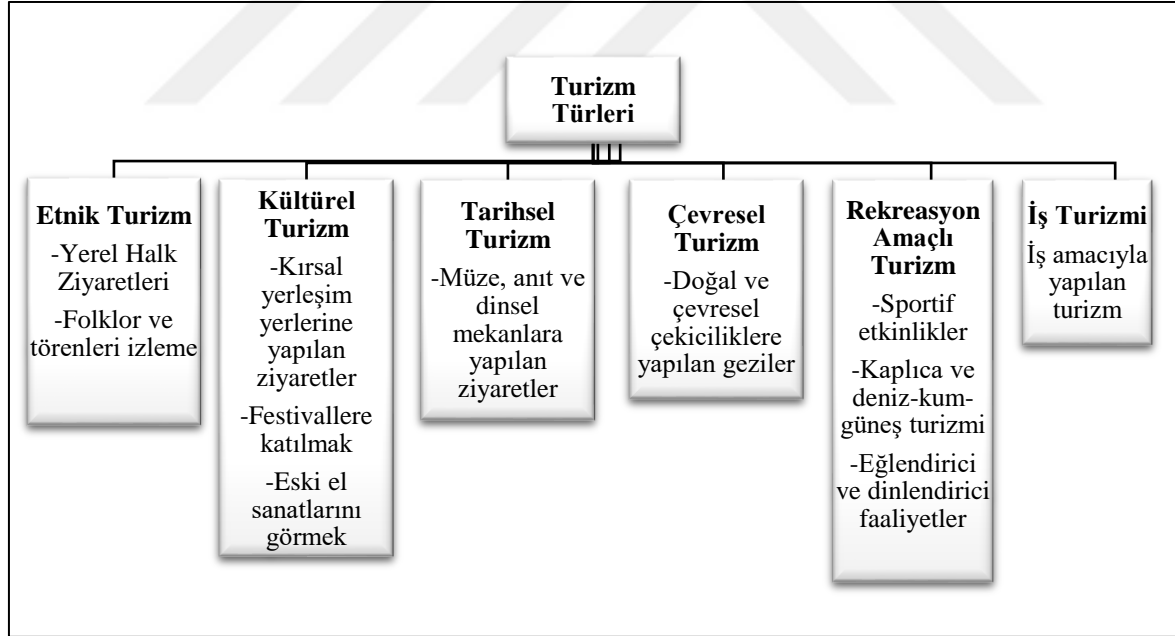 Turizm
Türleri
Etnik Turizm
-Yerel Halk
Ziyaretleri
-Folklor ve
törenleri izleme
Kültürel
Turizm
-Kırsal
yerleşim
yerlerine
yapılan
ziyaretler
-Festivallere
katılmak
-Eski el
sanatlarını
görmek
Tarihsel
Turizm
-Müze, anıt ve
dinsel
mekanlara
yapılan
ziyaretler
Çevresel
Turizm
-Doğal ve
çevresel
çekiciliklere
yapılan geziler
Rekreasyon
Amaçlı
Turizm
-Sportif
etkinlikler
-Kaplıca ve
deniz-kum-
güneş turizmi
-Eğlendirici
ve dinlendirici
faaliyetler
İş Turizmi
İş amacıyla
yapılan
turizm